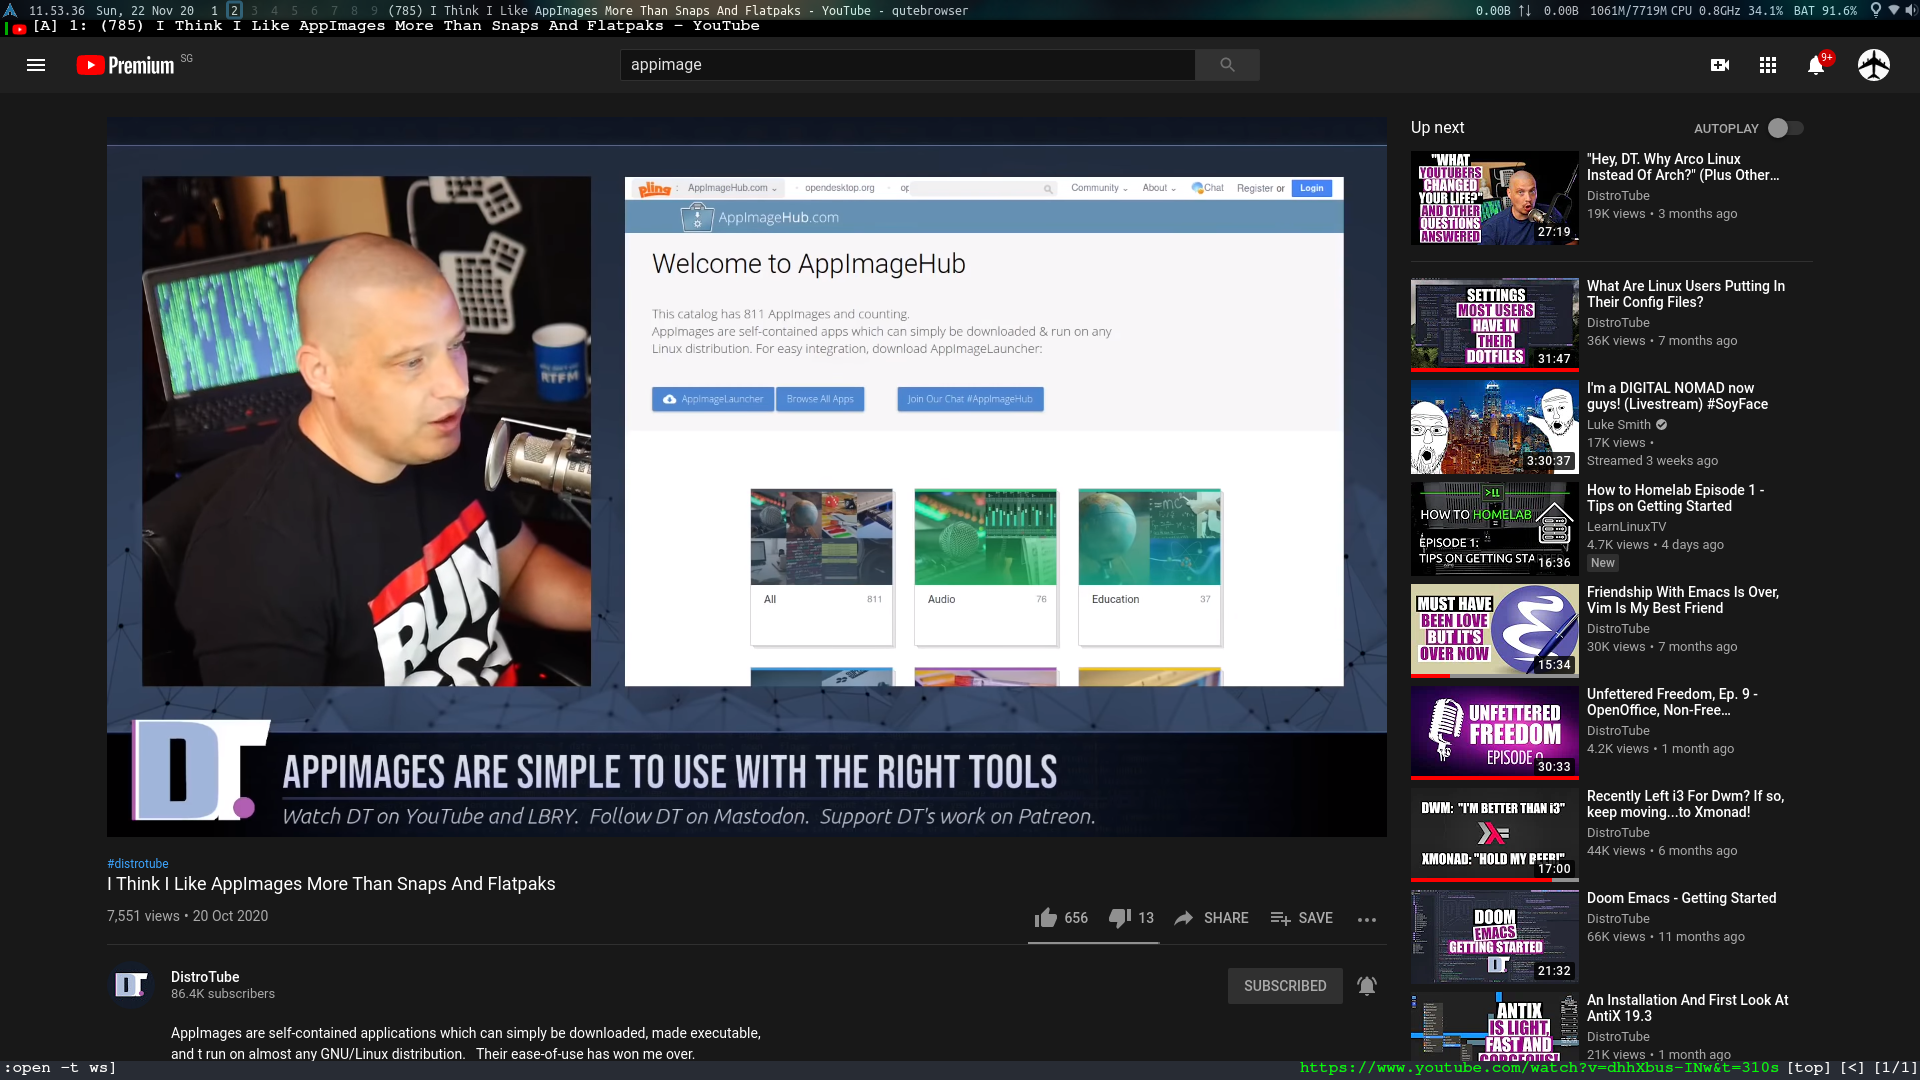 11.53.36 Sun, 22 Nov 20 1 2 3 4 5 6 7 8 9 (785) I Think I Like AppImages More Than Snaps And Flatpaks - YouTube - qutebrowser
0.00B ↑↓ 0.00B 1061M/7719M CPU 0.8GHz 34.1% BAT 91.6%
[A] 1: (785) I Think I Like AppImages More Than Snaps And Flatpaks - YouTube
Premium SG
appimage
9+
pling AppImageHub.com opendesktop.org Community About Chat Register or Login
AppImageHub.com
Welcome to AppImageHub
This catalog has 811 AppImages and counting.
AppImages are self-contained apps which can simply be downloaded & run on any
Linux distribution. For easy integration, download AppImageLauncher:
AppImageLauncher Browse All Apps Join Our Chat #AppImageHub
All 811
Audio 76
Education 37
RTFM
RUN
DT.
APPIMAGES ARE SIMPLE TO USE WITH THE RIGHT TOOLS
Watch DT on YouTube and LBRY. Follow DT on Mastodon. Support DT's work on Patreon.
#distrotube
I Think I Like AppImages More Than Snaps And Flatpaks
7,551 views • 20 Oct 2020
656 13 SHARE SAVE
DT
DistroTube
86.4K subscribers
SUBSCRIBED
AppImages are self-contained applications which can simply be downloaded, made executable,
and t run on almost any GNU/Linux distribution. Their ease-of-use has won me over.
Up next
AUTOPLAY
"WHAT
YOUTUBERS
CHANGED
YOUR LIFE?"
AND OTHER
QUESTIONS
ANSWERED
27:19
"Hey, DT. Why Arco Linux
Instead Of Arch?" (Plus Other...
DistroTube
19K views • 3 months ago
SETTINGS
MOST USERS
HAVE IN
THEIR
DOTFILES
31:47
What Are Linux Users Putting In
Their Config Files?
DistroTube
36K views • 7 months ago
3:30:37
I'm a DIGITAL NOMAD now
guys! (Livestream) #SoyFace
Luke Smith
17K views •
Streamed 3 weeks ago
HOW TO HOMELAB
EPISODE 1:
TIPS ON GETTING STA
16:36
How to Homelab Episode 1 -
Tips on Getting Started
LearnLinuxTV
4.7K views • 4 days ago
New
MUST HAVE
BEEN LOVE
BUT IT'S
OVER NOW
15:34
Friendship With Emacs Is Over,
Vim Is My Best Friend
DistroTube
30K views • 7 months ago
UNFETTERED
FREEDOM
EPISODE 9
30:33
Unfettered Freedom, Ep. 9 -
OpenOffice, Non-Free...
DistroTube
4.2K views • 1 month ago
DWM: "I'M BETTER THAN i3"
XMONAD: "HOLD MY BEER!"
17:00
Recently Left i3 For Dwm? If so,
keep moving...to Xmonad!
DistroTube
44K views • 6 months ago
DOOM
EMACS
GETTING STARTED
DT
21:32
Doom Emacs - Getting Started
DistroTube
66K views • 11 months ago
ANTIX
IS LIGHT,
FAST AND
GORGEOUS!
An Installation And First Look At
AntiX 19.3
DistroTube
21K views • 1 month ago
:open -t ws]
https://www.youtube.com/watch?v=dhhXbus-INw&t=310s [top] [<] [1/1]